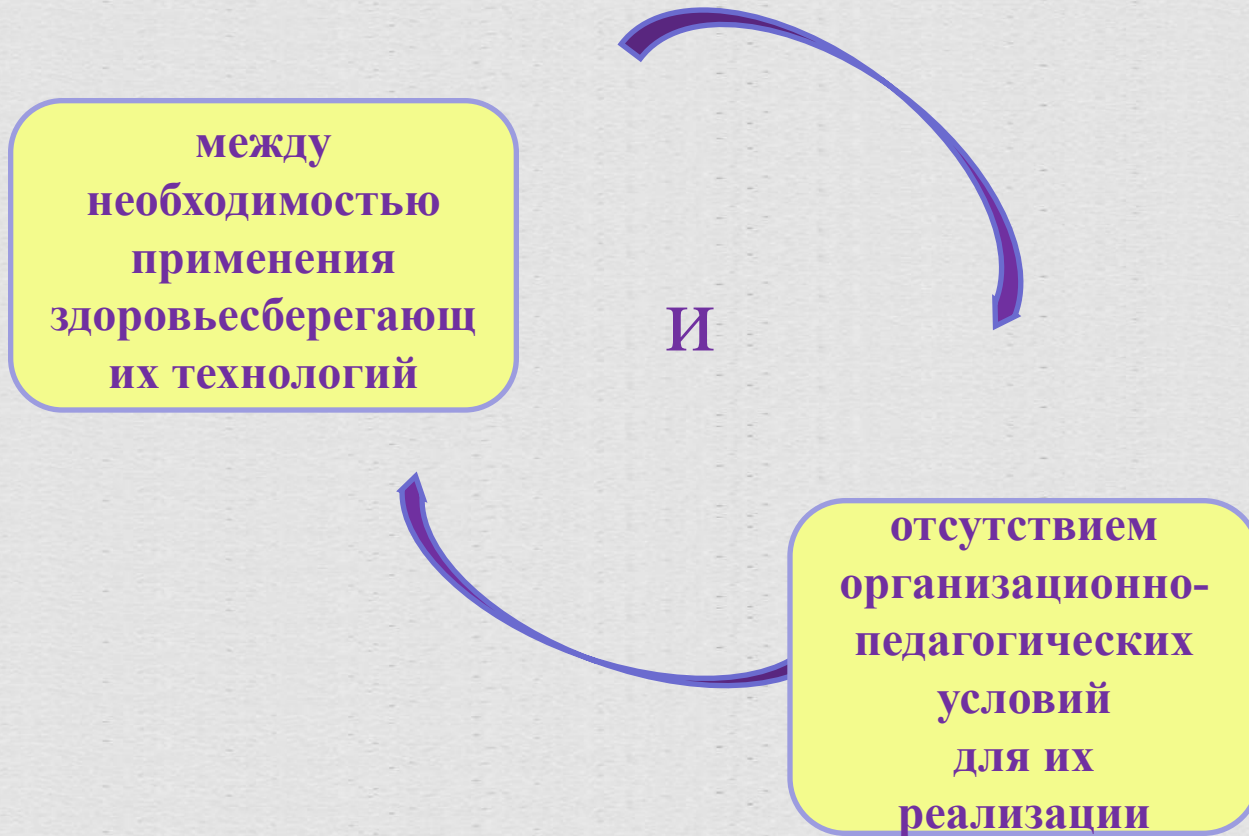 между
необходимостью
применения
здоровьесберегающ
их технологий
и
отсутствием
организационно-
педагогических
условий
для их
реализации